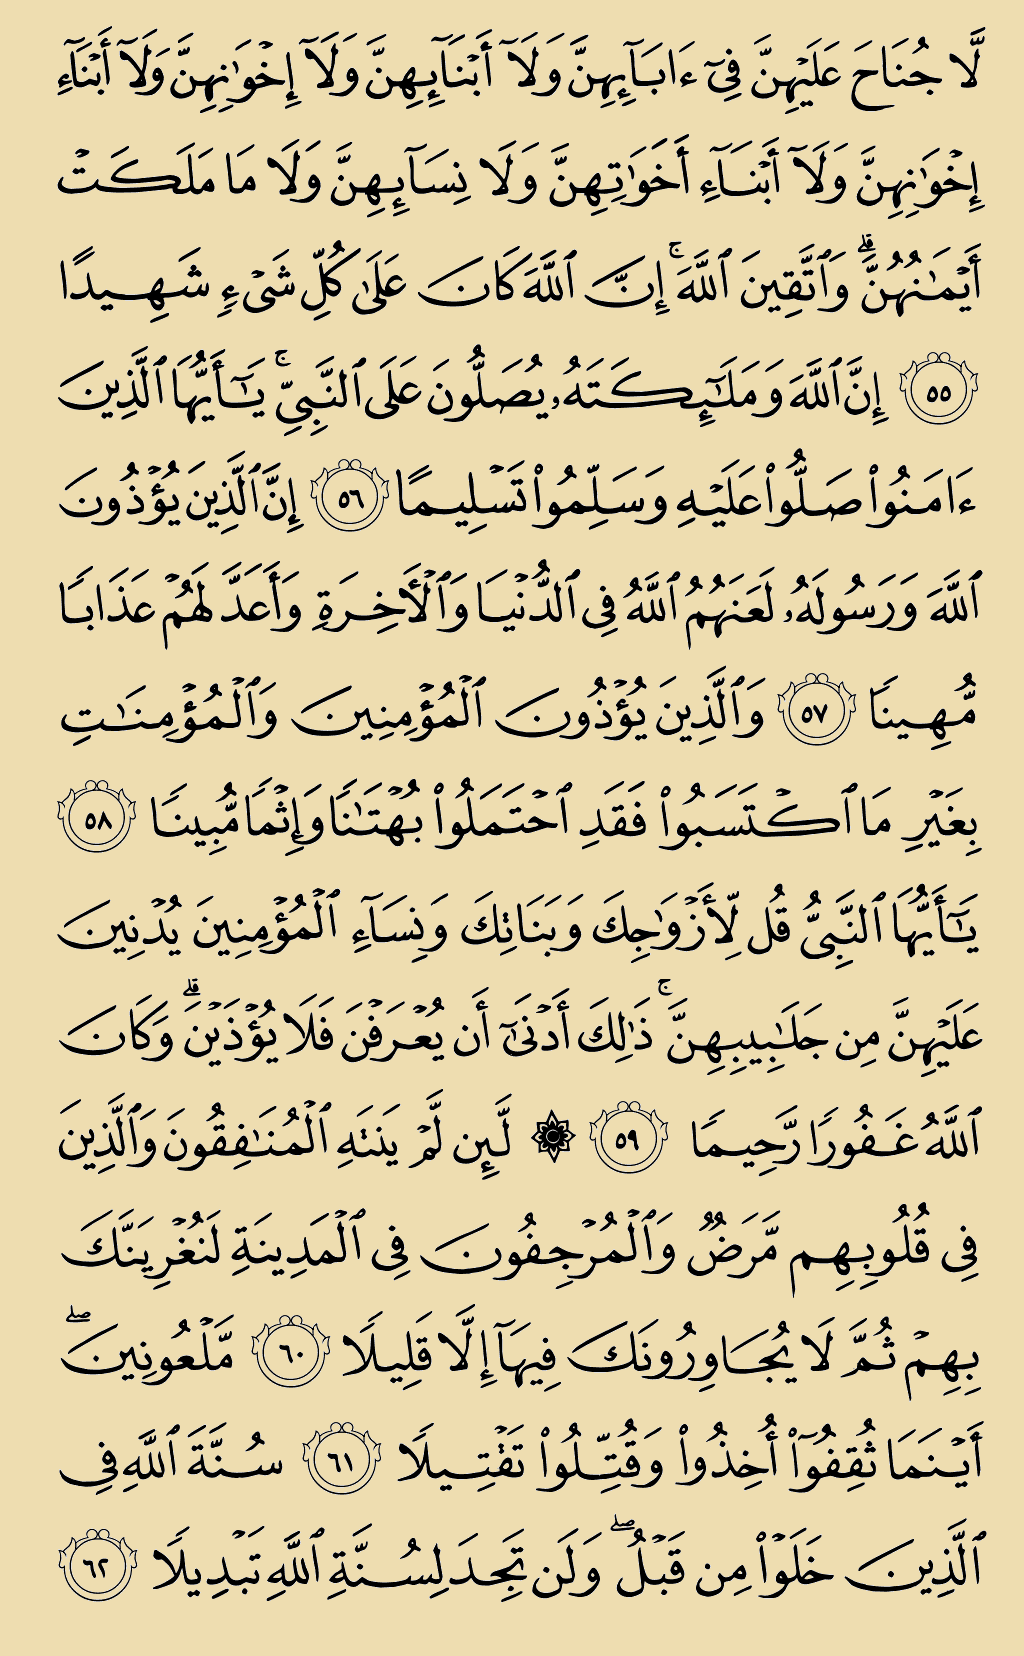 لَّا جُنَاحَ عَلَيْهِنَّ فِىٓ ءَابَآئِهِنَّ وَلَآ أَبْنَآئِهِنَّ وَلَآ إِخْوَٰنِهِنَّ وَلَآ أَبْنَآءِ
إِخْوَٰنِهِنَّ وَلَآ أَبْنَآءِ أَخَوَٰتِهِنَّ وَلَا نِسَآئِهِنَّ وَلَا مَا مَلَكَتْ
أَيْمَٰنُهُنَّ ۗ وَٱتَّقِينَ ٱللَّهَ ۚ إِنَّ ٱللَّهَ كَانَ عَلَىٰ كُلِّ شَىْءٍ شَهِيدًا
٥٥ إِنَّ ٱللَّهَ وَمَلَٰٓئِكَتَهُۥ يُصَلُّونَ عَلَى ٱلنَّبِىِّ ۚ يَٰٓأَيُّهَا ٱلَّذِينَ
ءَامَنُوا۟ صَلُّوا۟ عَلَيْهِ وَسَلِّمُوا۟ تَسْلِيمًا ٥٦ إِنَّ ٱلَّذِينَ يُؤْذُونَ
ٱللَّهَ وَرَسُولَهُۥ لَعَنَهُمُ ٱللَّهُ فِى ٱلدُّنْيَا وَٱلْـَٔاخِرَةِ وَأَعَدَّ لَهُمْ عَذَابًا
مُّهِينًا ٥٧ وَٱلَّذِينَ يُؤْذُونَ ٱلْمُؤْمِنِينَ وَٱلْمُؤْمِنَٰتِ
بِغَيْرِ مَا ٱكْتَسَبُوا۟ فَقَدِ ٱحْتَمَلُوا۟ بُهْتَٰنًا وَإِثْمًا مُّبِينًا ٥٨
يَٰٓأَيُّهَا ٱلنَّبِىُّ قُل لِّأَزْوَٰجِكَ وَبَنَاتِكَ وَنِسَآءِ ٱلْمُؤْمِنِينَ يُدْنِينَ
عَلَيْهِنَّ مِن جَلَٰبِيبِهِنَّ ۚ ذَٰلِكَ أَدْنَىٰٓ أَن يُعْرَفْنَ فَلَا يُؤْذَيْنَ ۗ وَكَانَ
ٱللَّهُ غَفُورًا رَّحِيمًا ٥٩ ۞ لَّئِن لَّمْ يَنتَهِ ٱلْمُنَٰفِقُونَ وَٱلَّذِينَ
فِى قُلُوبِهِم مَّرَضٌ وَٱلْمُرْجِفُونَ فِى ٱلْمَدِينَةِ لَنُغْرِيَنَّكَ
بِهِمْ ثُمَّ لَا يُجَاوِرُونَكَ فِيهَآ إِلَّا قَلِيلًا ٦٠ مَّلْعُونِينَ ۖ
أَيْنَمَا ثُقِفُوٓا۟ أُخِذُوا۟ وَقُتِّلُوا۟ تَقْتِيلًا ٦١ سُنَّةَ ٱللَّهِ فِى
ٱلَّذِينَ خَلَوْا۟ مِن قَبْلُ ۖ وَلَن تَجِدَ لِسُنَّةِ ٱللَّهِ تَبْدِيلًا ٦٢